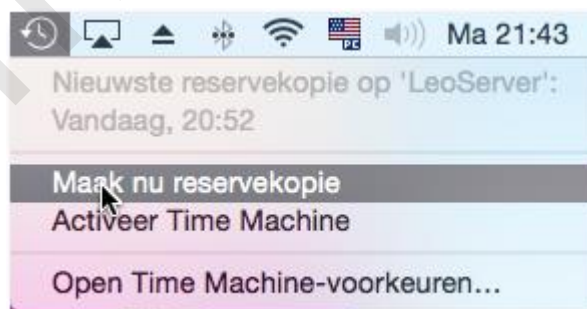 PC Ma 21:43
Nieuwste reservekopie op 'LeoServer':
Vandaag, 20:52
Maak nu reservekopie
Activeer Time Machine
Open Time Machine-voorkeuren...